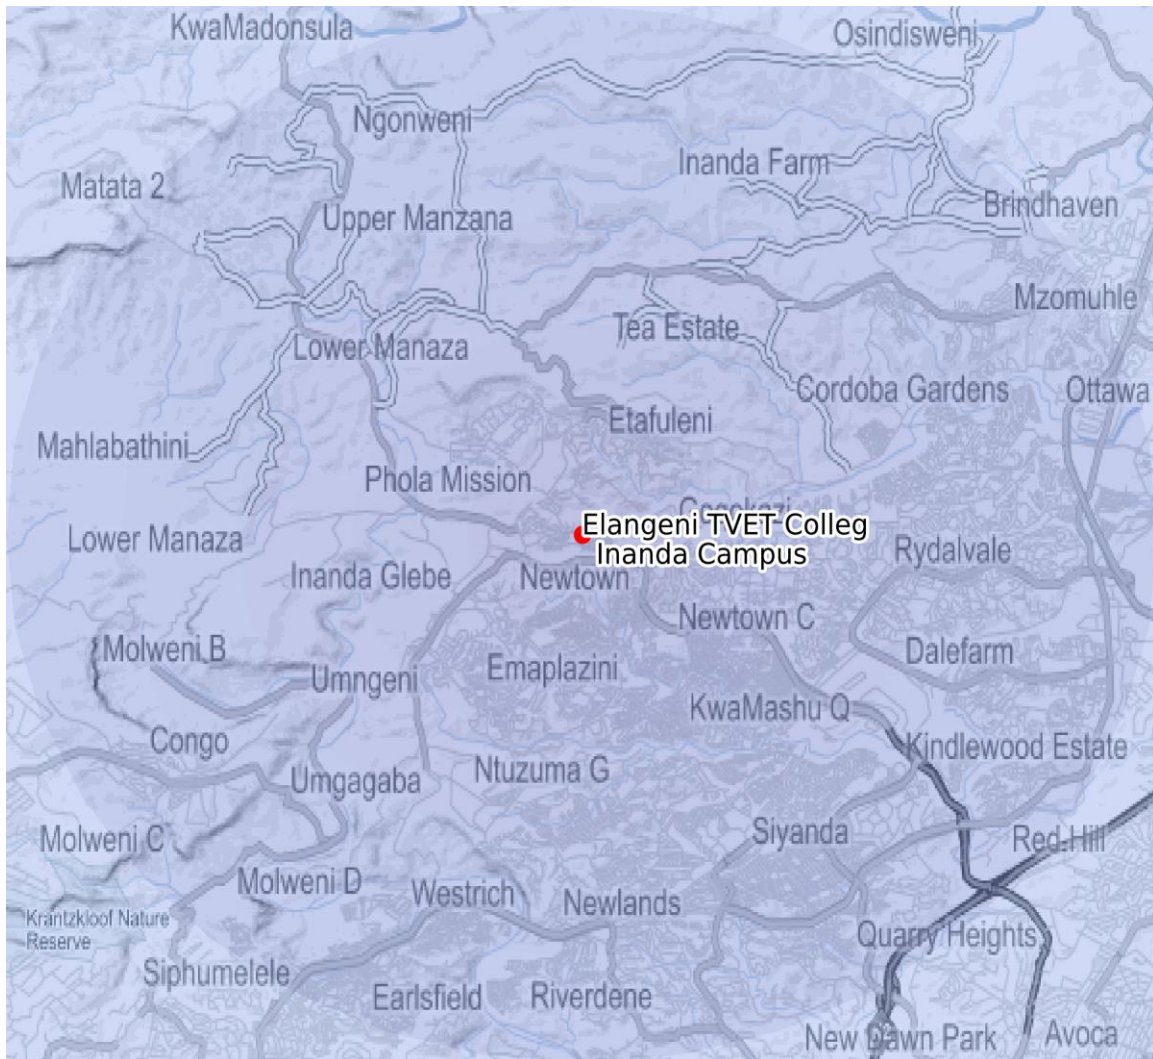 KwaMadonsula
Osindisweni
Ngonweni
Inanda Farm
Matata 2
Upper Manzana
Brindhaven
Mzomuhle
Tea Estate
Lower Manaza
Cordoba Gardens
Ottawa
Etafuleni
Mahlabathini
Phola Mission
Elangeni TVET Colleg
Inanda Campus
Lower Manaza
Rydalvale
Inanda Glebe
Newtown
Newtown C
Molweni B
Dalefarm
Emaplazini
Umngeni
KwaMashu Q
Congo
Kindlewood Estate
Ntuzuma G
Umgagaba
Siyanda
Red Hill
Molweni C
Molweni D
Westrich
Newlands
Krantzkloof Nature
Reserve
Quarry Heights
Siphumelele
Earlsfield
Riverdene
New Dawn Park
Avoca